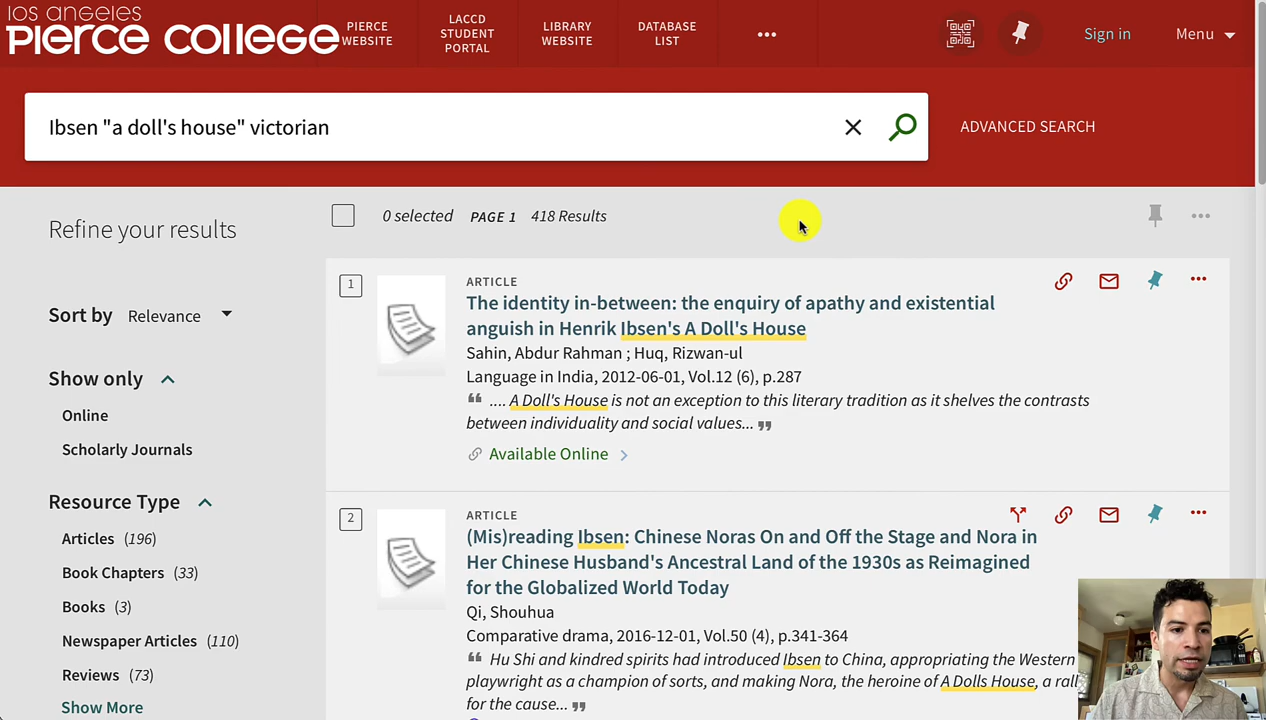 los angeles
PIERCE COLLEGE
PIERCE
WEBSITE
LACCD
STUDENT
PORTAL
LIBRARY
WEBSITE
DATABASE
LIST
•••
Sign in
Menu
Ibsen "a doll's house" victorian
ADVANCED SEARCH
Refine your results
0 selected PAGE 1 418 Results
Sort by Relevance
Show only
Online
Scholarly Journals
Resource Type
Articles (196)
Book Chapters (33)
Books (3)
Newspaper Articles (110)
Reviews (73)
Show More
1
ARTICLE
The identity in-between: the enquiry of apathy and existential
anguish in Henrik Ibsen's A Doll's House
Sahin, Abdur Rahman ; Huq, Rizwan-ul
Language in India, 2012-06-01, Vol.12 (6), p.287
❝ .... A Doll's House is not an exception to this literary tradition as it shelves the contrasts
between individuality and social values... ❞
Available Online
2
ARTICLE
(Mis)reading Ibsen: Chinese Noras On and Off the Stage and Nora in
Her Chinese Husband's Ancestral Land of the 1930s as Reimagined
for the Globalized World Today
Qi, Shouhua
Comparative drama, 2016-12-01, Vol.50 (4), p.341-364
❝ Hu Shi and kindred spirits had introduced Ibsen to China, appropriating the Western
playwright as a champion of sorts, and making Nora, the heroine of A Dolls House, a
for the cause... ❞